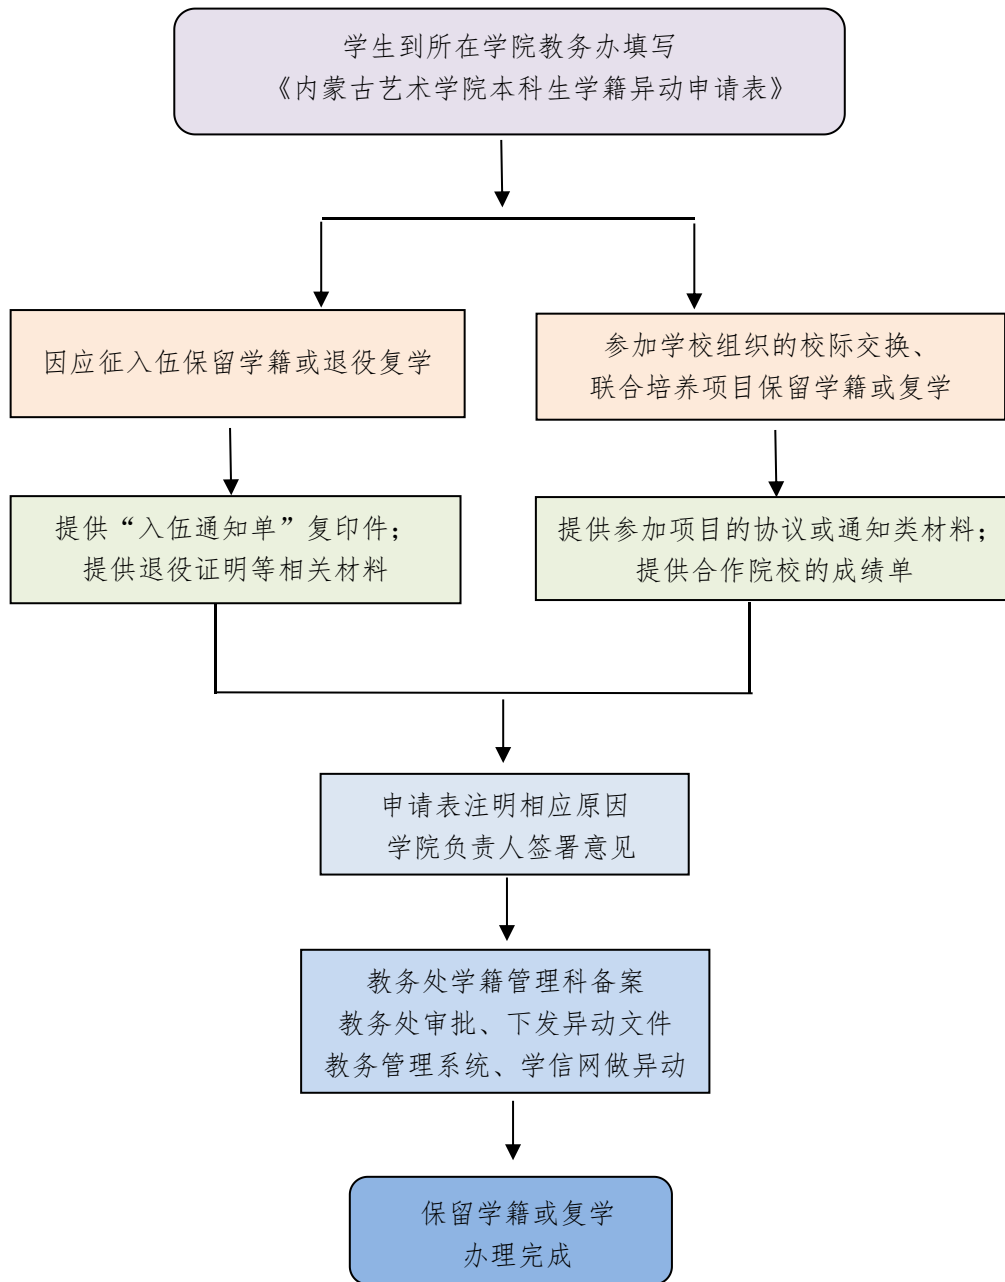 学生到所在学院教务办填写
《内蒙古艺术学院本科生学籍异动申请表》
因应征入伍保留学籍或退役复学
参加学校组织的校际交换、
联合培养项目保留学籍或复学
提供“入伍通知单”复印件；
提供退役证明等相关材料
提供参加项目的协议或通知类材料；
提供合作院校的成绩单
申请表注明相应原因
学院负责人签署意见
教务处学籍管理科备案
教务处审批、下发异动文件
教务管理系统、学信网做异动
保留学籍或复学
办理完成